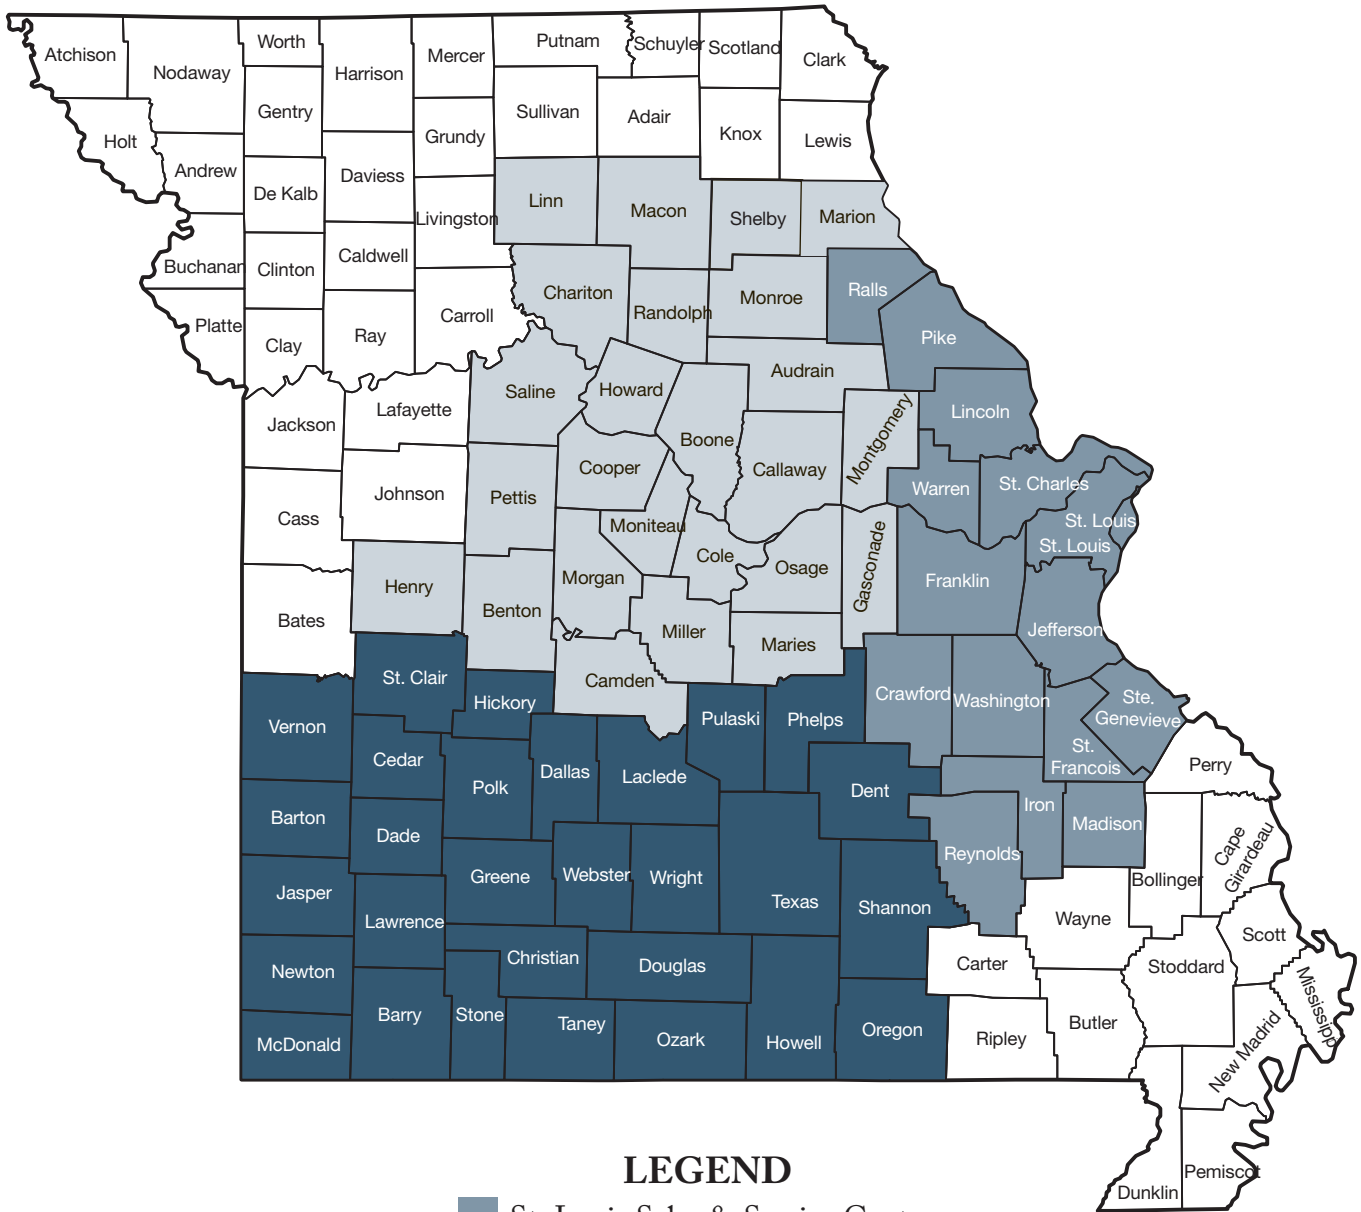 Atchison
Nodaway
Worth
Harrison
Mercer
Putnam
Schuyler
Scotland
Clark
Holt
Gentry
Grundy
Sullivan
Adair
Knox
Lewis
Andrew
De Kalb
Daviess
Livingston
Linn
Macon
Shelby
Marion
Buchanan
Clinton
Caldwell
Chariton
Randolph
Monroe
Ralls
Platte
Clay
Ray
Carroll
Pike
Saline
Howard
Audrain
Jackson
Lafayette
Boone
Callaway
Montgomery
Lincoln
Cass
Johnson
Pettis
Cooper
Moniteau
Warren
St. Charles
St. Louis
St. Louis
Bates
Henry
Benton
Morgan
Cole
Osage
Gasconade
Franklin
Miller
Maries
Jefferson
Vernon
St. Clair
Hickory
Camden
Pulaski
Phelps
Crawford
Washington
Ste.
Genevieve
St.
Francois
Perry
Cedar
Polk
Dallas
Laclede
Dent
Iron
Madison
Barton
Dade
Reynolds
Bollinger
Cape
Girardeau
Jasper
Greene
Webster
Wright
Texas
Shannon
Lawrence
Wayne
Scott
Newton
Christian
Douglas
Carter
Stoddard
Mississippi
McDonald
Barry
Stone
Taney
Ozark
Howell
Oregon
Ripley
Butler
New Madrid
Pemiscot
Dunklin
LEGEND